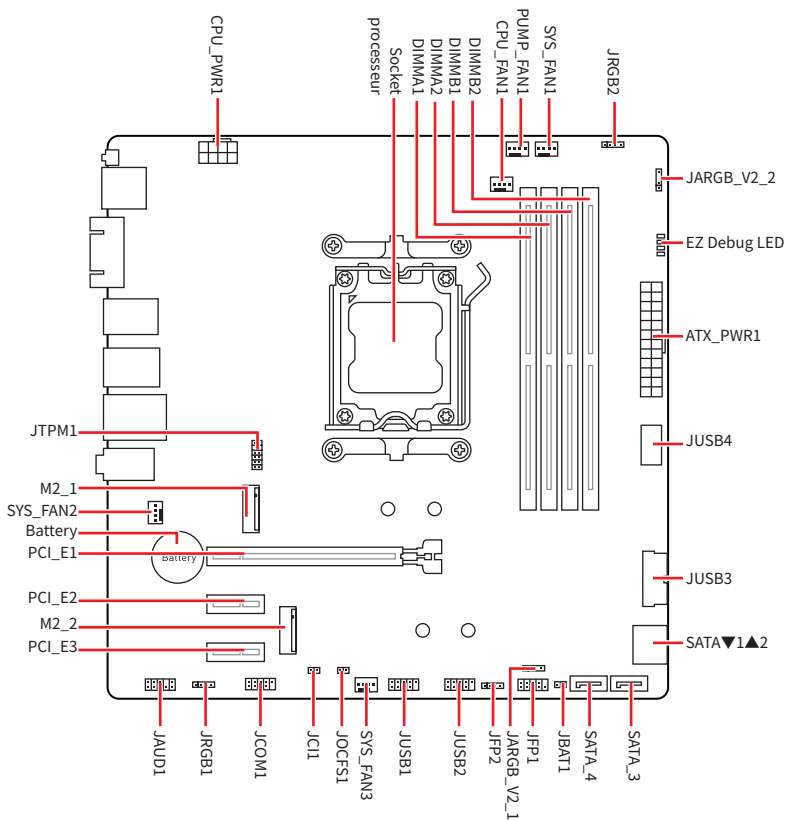 CPU_PWR1
Socket
processeur
DIMMA1
DIMMA2
DIMMB1
DIMMB2
CPU_FAN1
PUMP_FAN1
SYS_FAN1
JRGB2
JARGB_V2_2
EZ Debug LED
ATX_PWR1
JUSB4
JUSB3
SATA▼1▲2
JTPM1
M2_1
SYS_FAN2
Battery
Battery
PCI_E1
PCI_E2
M2_2
PCI_E3
JAUD1
JRGB1
JCOM1
JCI1
JOCFS1
SYS_FAN3
JUSB1
JUSB2
JFP2
JARGB_V2_1
JFP1
JBAT1
SATA_4
SATA_3